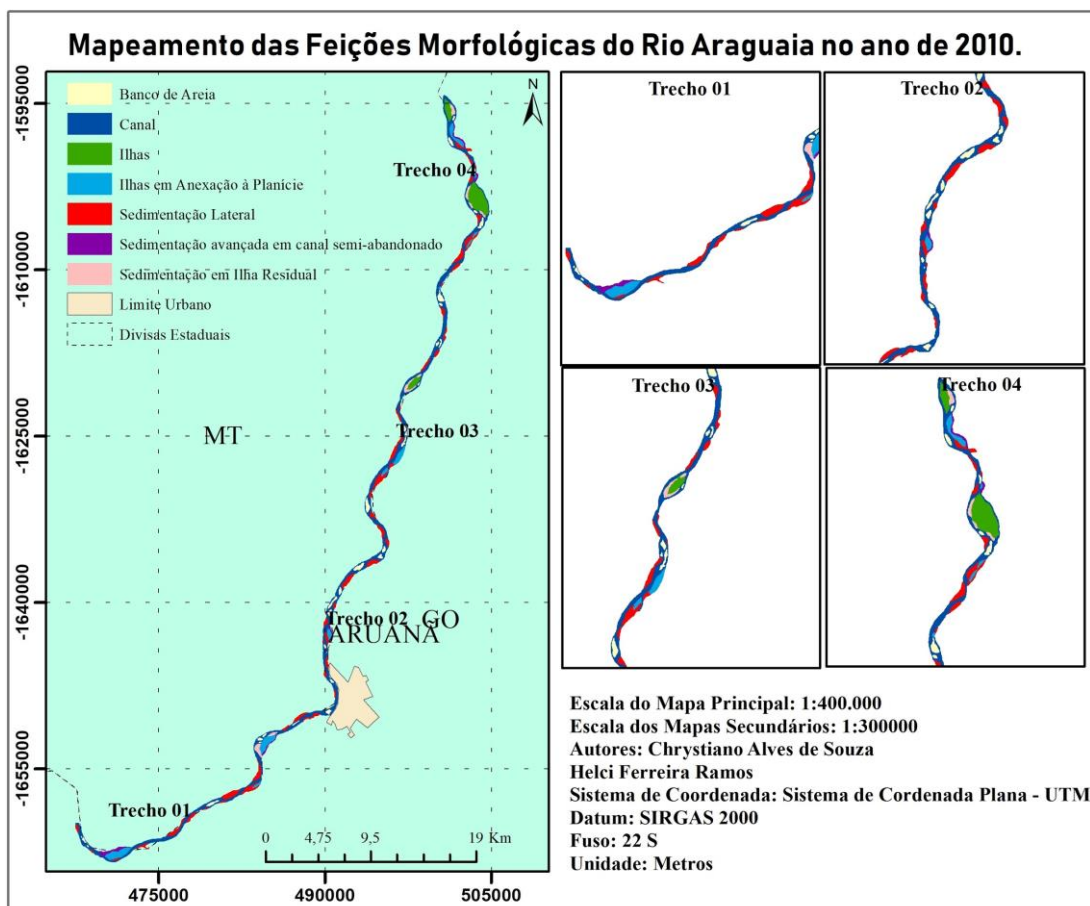 Mapeamento das Feições Morfológicas do Rio Araguaia no ano de 2010.
-1595000
-1610000
-1625000
-1640000
-1655000
Banco de Areia
Canal
Ilhas
Ilhas em Anexação à Planície
Sedimentação Lateral
Sedimentação avançada em canal semi-abandonado
Sedimentação em Ilha Residual
Limite Urbano
Divisas Estaduais
N
Trecho 04
Trecho 03
MT
Trecho 02 GO
ARUANÃ
Trecho 01
0 4,75 9,5 19 Km
475000 490000 505000
Trecho 01
Trecho 02
Trecho 03
Trecho 04
Escala do Mapa Principal: 1:400.000
Escala dos Mapas Secundários: 1:300000
Autores: Chrystiano Alves de Souza
Helci Ferreira Ramos
Sistema de Coordenada: Sistema de Cordenada Plana - UTM
Datum: SIRGAS 2000
Fuso: 22 S
Unidade: Metros